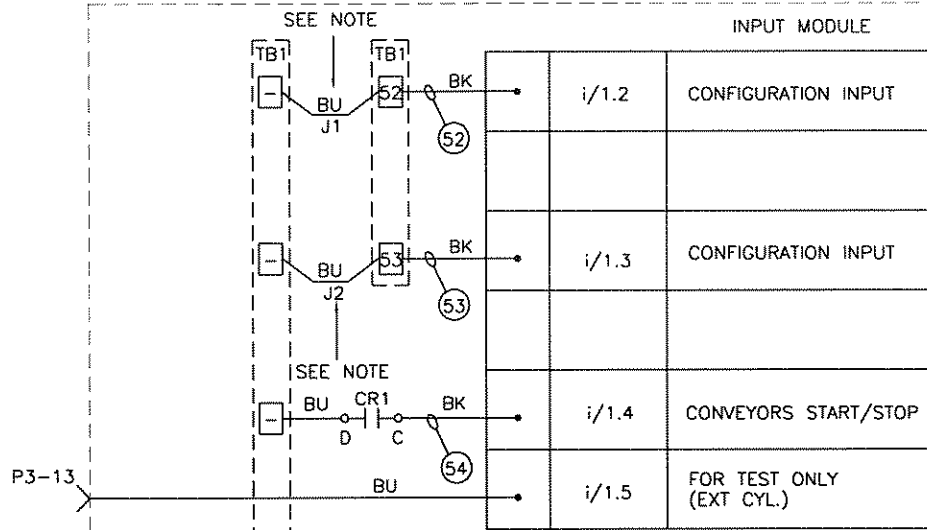 SEE NOTE
INPUT MODULE
TB1
TB1
-
BU
J1
52
BK
52
i/1.2
CONFIGURATION INPUT
-
BU
J2
53
BK
53
i/1.3
CONFIGURATION INPUT
SEE NOTE
-
BU
CR1
D
C
BK
54
i/1.4
CONVEYORS START/STOP
P3-13
BU
i/1.5
FOR TEST ONLY
(EXT CYL.)